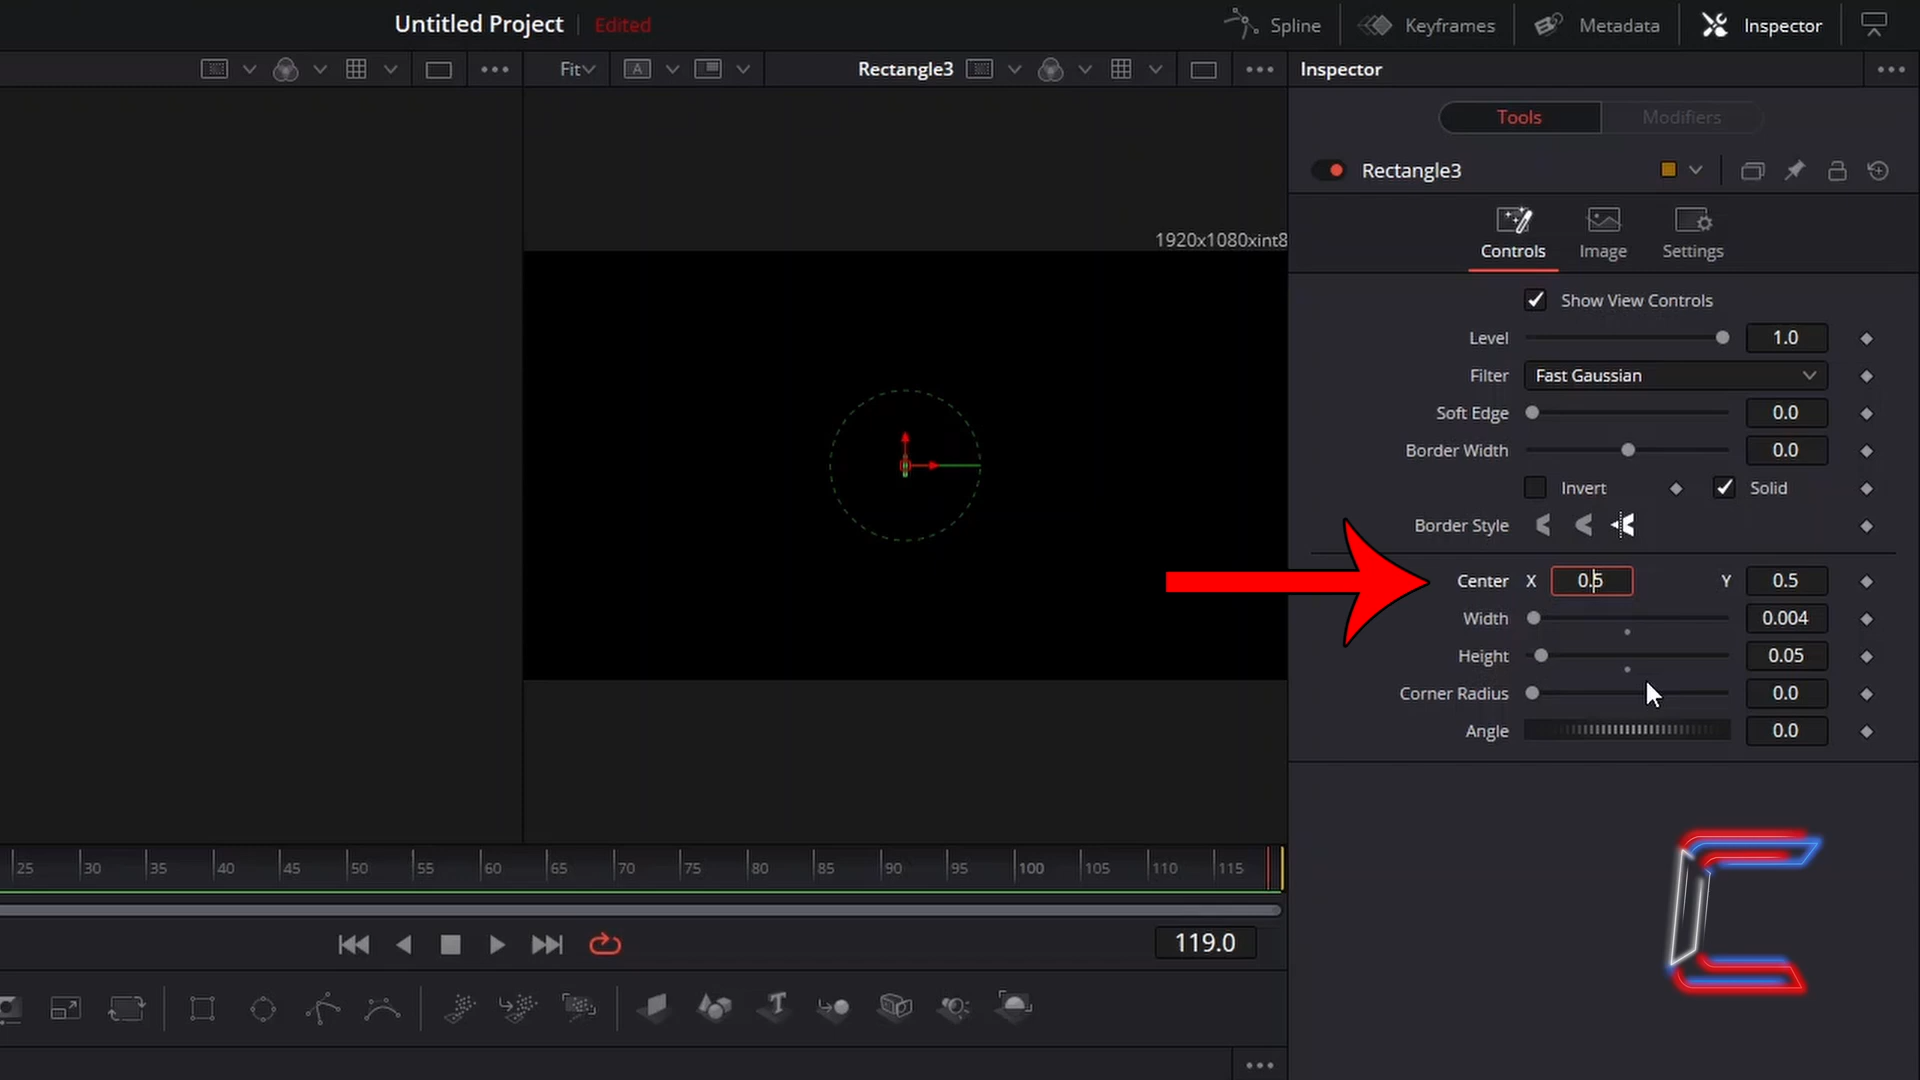 Untitled Project Edited Spline Keyframes Metadata Inspector
Fit A Rectangle3 Inspector
Tools Modifiers
Rectangle3
1920x1080xint8
Controls Image Settings
Show View Controls
Level 1.0
Filter Fast Gaussian
Soft Edge 0.0
Border Width 0.0
Invert Solid
Border Style
Center X 0.5 Y 0.5
Width 0.004
Height 0.05
Corner Radius 0.0
Angle 0.0
25 30 35 40 45 50 55 60 65 70 75 80 85 90 95 100 105 110 115
119.0
T
C